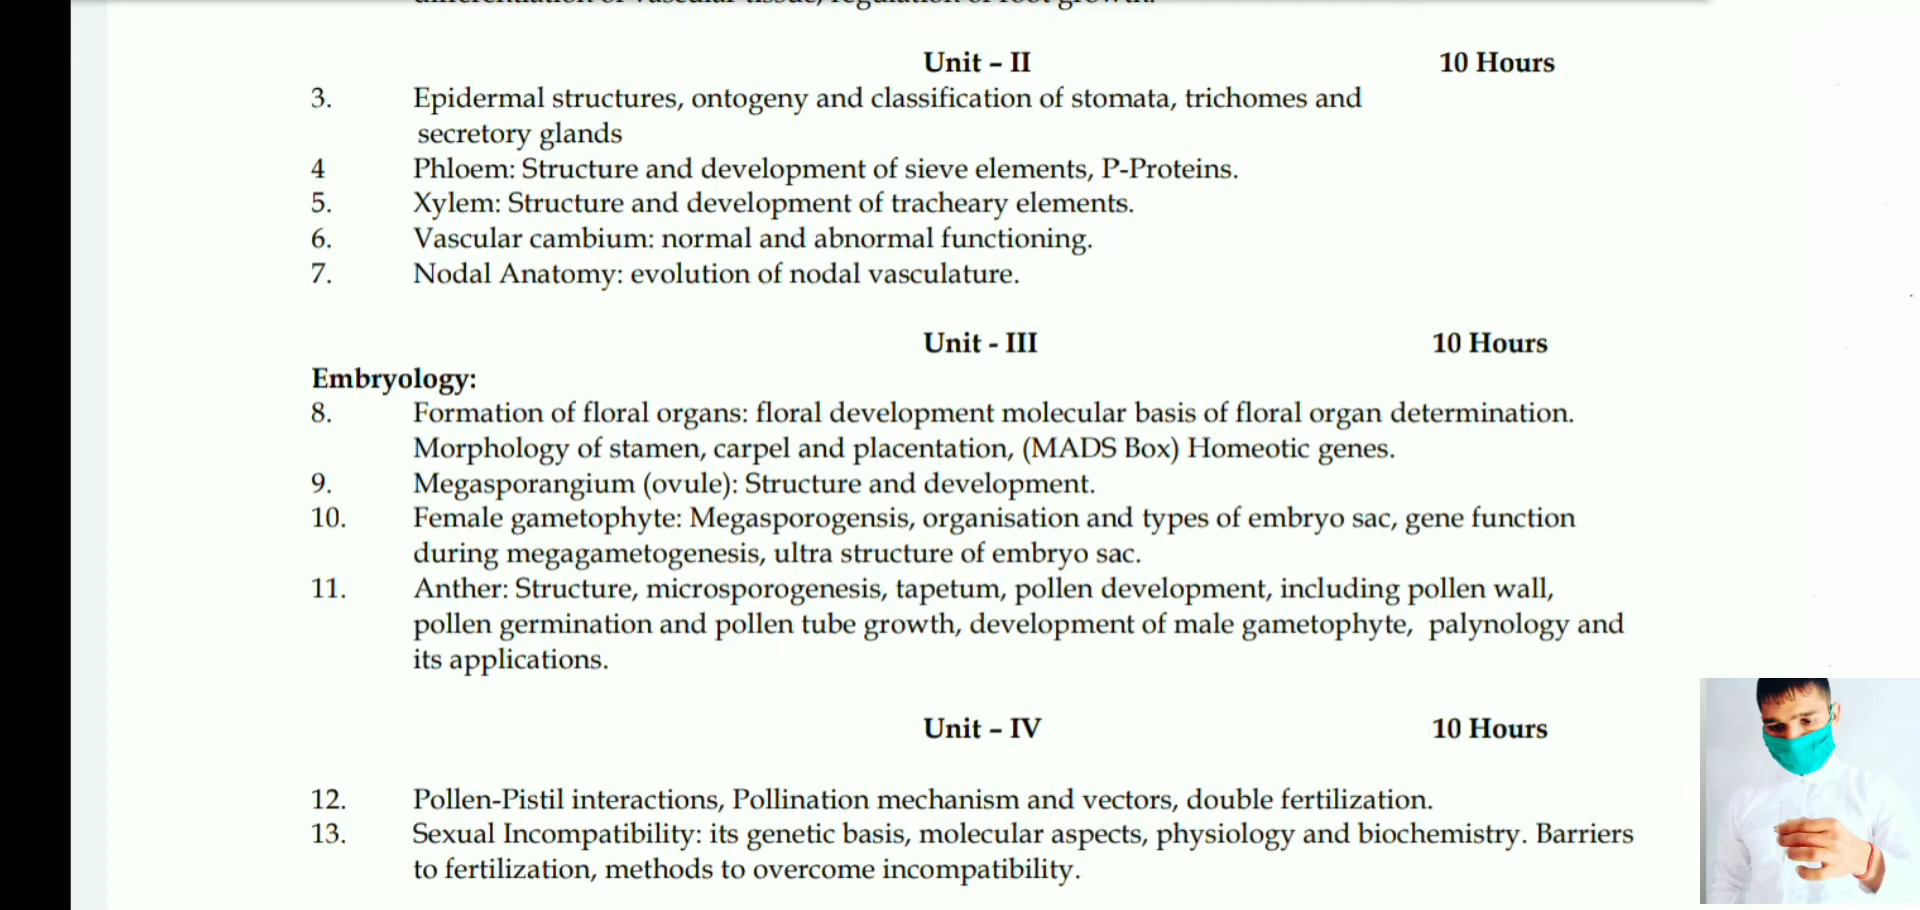 differentiation of vascular tissue, regulation of root growth.
Unit – II 10 Hours
3. Epidermal structures, ontogeny and classification of stomata, trichomes and
secretory glands
4 Phloem: Structure and development of sieve elements, P-Proteins.
5. Xylem: Structure and development of tracheary elements.
6. Vascular cambium: normal and abnormal functioning.
7. Nodal Anatomy: evolution of nodal vasculature.
Unit - III 10 Hours
Embryology:
8. Formation of floral organs: floral development molecular basis of floral organ determination.
Morphology of stamen, carpel and placentation, (MADS Box) Homeotic genes.
9. Megasporangium (ovule): Structure and development.
10. Female gametophyte: Megasporogensis, organisation and types of embryo sac, gene function
during megagametogenesis, ultra structure of embryo sac.
11. Anther: Structure, microsporogenesis, tapetum, pollen development, including pollen wall,
pollen germination and pollen tube growth, development of male gametophyte, palynology and
its applications.
Unit – IV 10 Hours
12. Pollen-Pistil interactions, Pollination mechanism and vectors, double fertilization.
13. Sexual Incompatibility: its genetic basis, molecular aspects, physiology and biochemistry. Barriers
to fertilization, methods to overcome incompatibility.